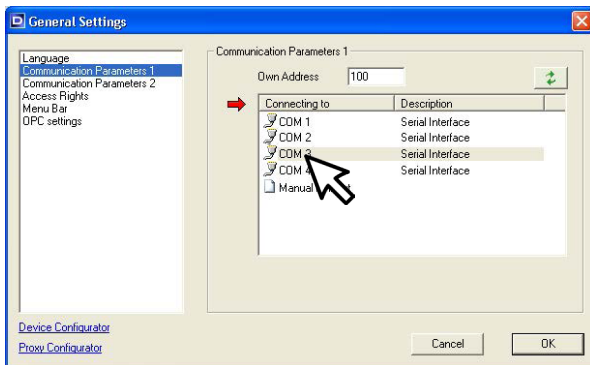 General Settings
Language
Communication Parameters 1
Communication Parameters 2
Access Rights
Menu Bar
OPC settings
Communication Parameters 1
Own Address 100
Connecting to Description
COM 1 Serial Interface
COM 2 Serial Interface
COM 3 Serial Interface
COM 4 Serial Interface
Manual
Device Configurator
Proxy Configurator
Cancel OK